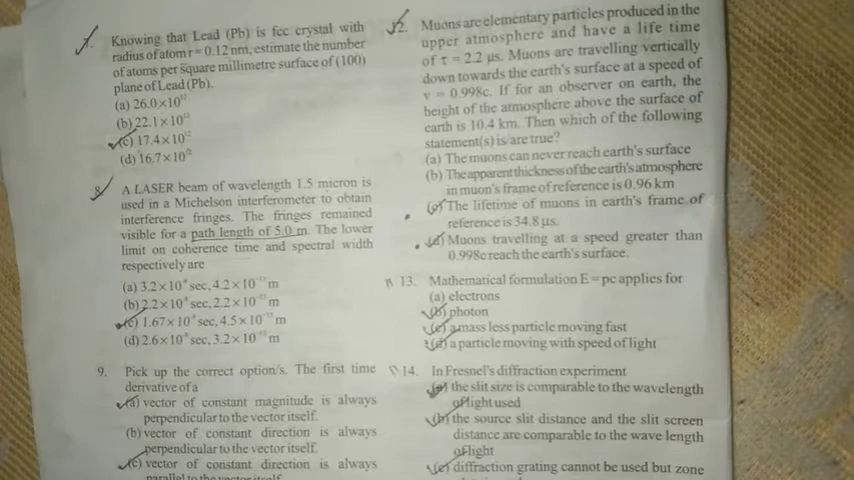 7. Knowing that Lead (Pb) is fcc crystal with
radius of atom r = 0.12 nm, estimate the number
of atoms per square millimetre surface of (100)
plane of Lead (Pb).
(a) 26.0×10¹²
(b) 22.1×10¹²
(c) 17.4×10¹²
(d) 16.7×10¹²
8. A LASER beam of wavelength 1.5 micron is
used in a Michelson interferometer to obtain
interference fringes. The fringes remained
visible for a path length of 5.0 m. The lower
limit on coherence time and spectral width
respectively are
(a) 3.2×10 sec, 4.2×10 m
(b) 2.2×10 sec, 2.2×10 m
(c) 1.67×10 sec, 4.5×10 m
(d) 2.6×10 sec, 3.2×10 m
9. Pick up the correct option/s. The first time
derivative of a
(a) vector of constant magnitude is always
perpendicular to the vector itself.
(b) vector of constant direction is always
perpendicular to the vector itself.
(c) vector of constant direction is always
parallel to the vector itself.
12. Muons are elementary particles produced in the
upper atmosphere and have a life time
of τ = 2.2 μs. Muons are travelling vertically
down towards the earth's surface at a speed of
v = 0.998c. If for an observer on earth, the
height of the atmosphere above the surface of
earth is 10.4 km. Then which of the following
statement(s) is/are true?
(a) The muons can never reach earth's surface
(b) The apparent thickness of the earth's atmosphere
in muon's frame of reference is 0.96 km
(c) The lifetime of muons in earth's frame of
reference is 34.8 μs.
(d) Muons travelling at a speed greater than
0.998c reach the earth's surface.
13. Mathematical formulation E = pc applies for
(a) electrons
(b) photon
(c) a mass less particle moving fast
(d) a particle moving with speed of light
14. In Fresnel's diffraction experiment
(a) the slit size is comparable to the wavelength
of light used
(b) the source slit distance and the slit screen
distance are comparable to the wave length
of light
(c) diffraction grating cannot be used but zone